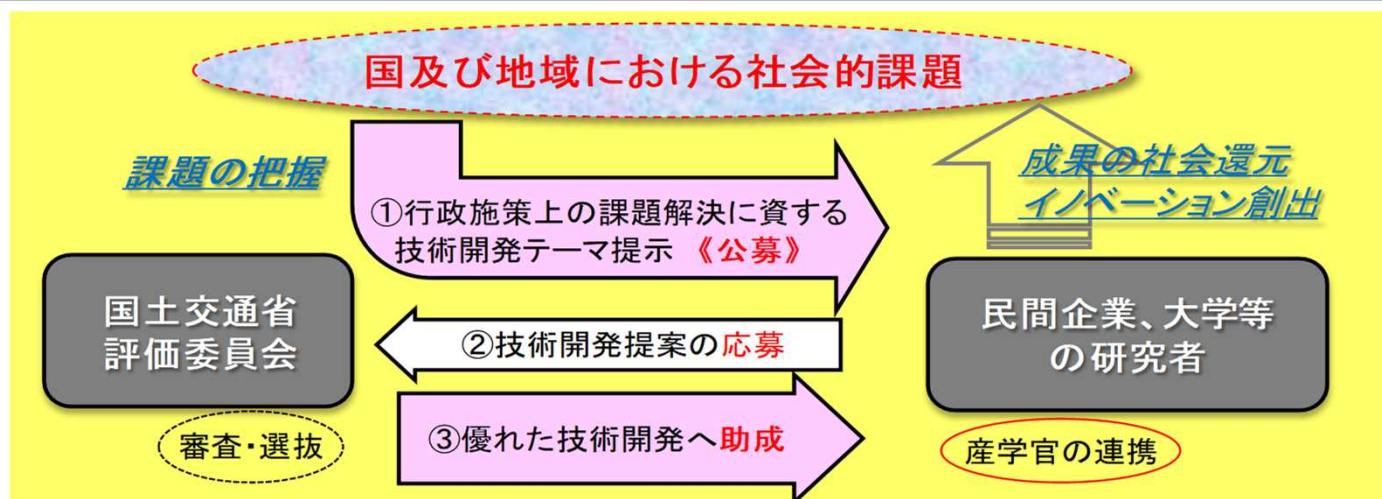 国及び地域における社会的課題
課題の把握
①行政施策上の課題解決に資する
技術開発テーマ提示 《公募》
成果の社会還元
イノベーション創出
国土交通省
評価委員会
②技術開発提案の応募
民間企業、大学等
の研究者
審査・選抜
③優れた技術開発へ助成
産学官の連携